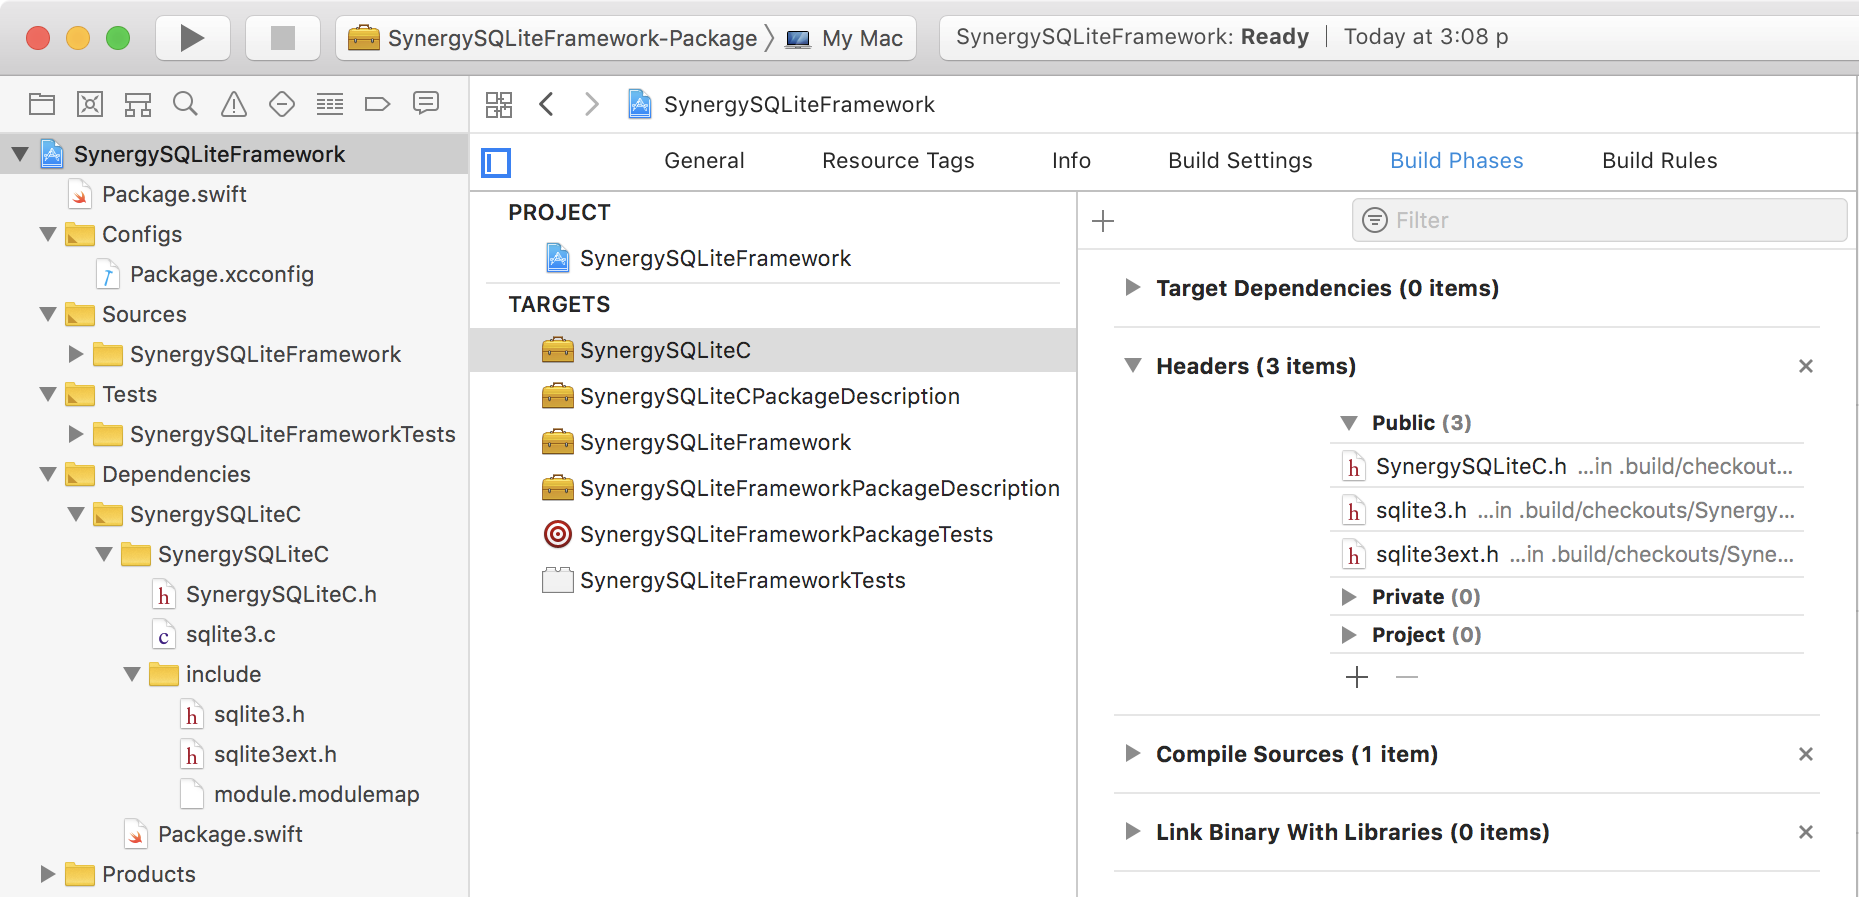 SynergySQLiteFramework-Package
My Mac
SynergySQLiteFramework: Ready | Today at 3:08 p
SynergySQLiteFramework
Package.swift
Configs
Package.xcconfig
Sources
SynergySQLiteFramework
Tests
SynergySQLiteFrameworkTests
Dependencies
SynergySQLiteC
SynergySQLiteC
SynergySQLiteC.h
sqlite3.c
include
sqlite3.h
sqlite3ext.h
module.modulemap
Package.swift
Products
SynergySQLiteFramework
General
Resource Tags
Info
Build Settings
Build Phases
Build Rules
PROJECT
SynergySQLiteFramework
TARGETS
SynergySQLiteC
SynergySQLiteCPackageDescription
SynergySQLiteFramework
SynergySQLiteFrameworkPackageDescription
SynergySQLiteFrameworkPackageTests
SynergySQLiteFrameworkTests
Filter
Target Dependencies (0 items)
Headers (3 items)
Public (3)
SynergySQLiteC.h ...in .build/checkout...
sqlite3.h ...in .build/checkouts/Synergy...
sqlite3ext.h ...in .build/checkouts/Syne...
Private (0)
Project (0)
Compile Sources (1 item)
Link Binary With Libraries (0 items)